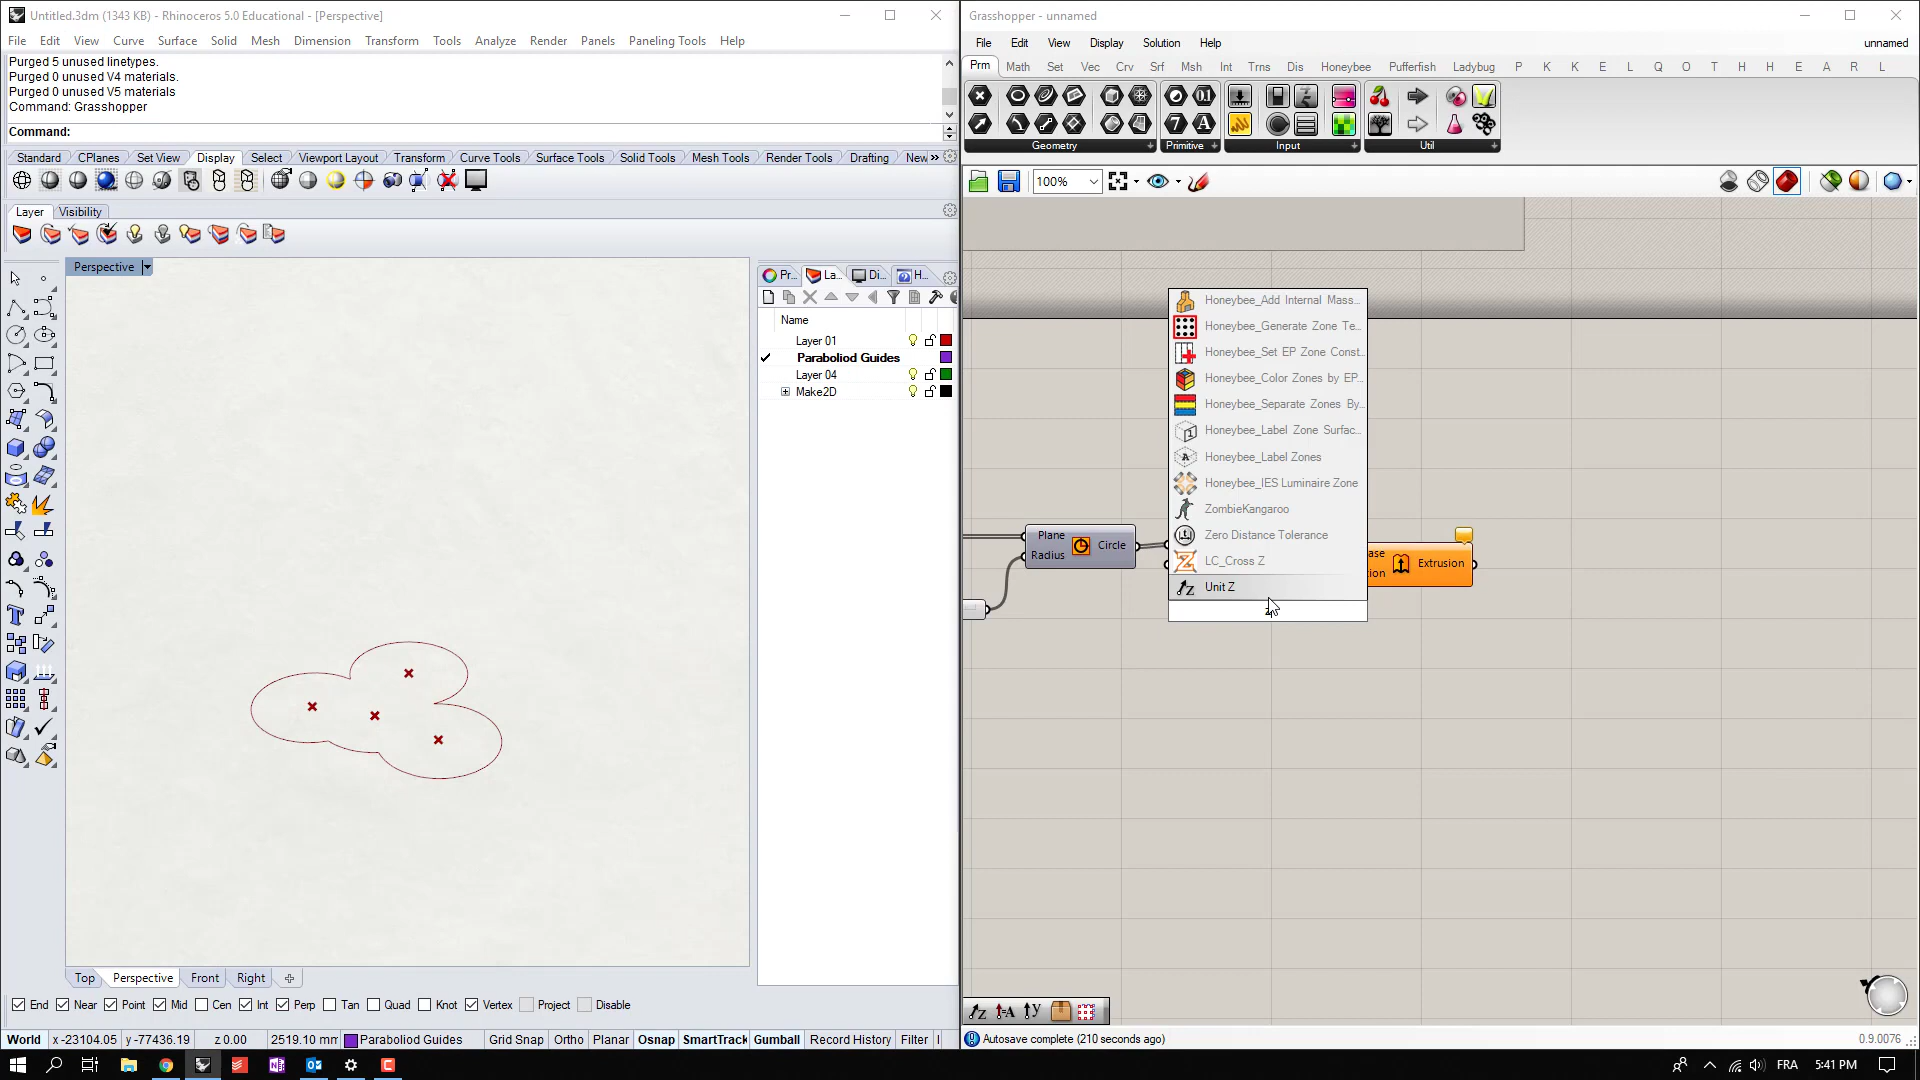 Untitled.3dm (1343 KB) - Rhinoceros 5.0 Educational - [Perspective]
File Edit View Curve Surface Solid Mesh Dimension Transform Tools Analyze Render Panels Paneling Tools Help
Purged 5 unused linetypes.
Purged 0 unused V4 materials.
Purged 0 unused V5 materials
Command: Grasshopper
Command:
Standard CPlanes Set View Display Select Viewport Layout Transform Curve Tools Surface Tools Solid Tools Mesh Tools Render Tools Drafting New »
Layer Visibility
Perspective
Pr... La... Di... H...
Name
Layer 01
Paraboliod Guides
Layer 04
Make2D
Top Perspective Front Right
End Near Point Mid Cen Int Perp Tan Quad Knot Vertex Project Disable
World x -23104.05 y -77436.19 z 0.00 2519.10 mm Paraboliod Guides Grid Snap Ortho Planar Osnap SmartTrack Gumball Record History Filter
Grasshopper - unnamed
File Edit View Display Solution Help unnamed
Prm Math Set Vec Crv Srf Msh Int Trns Dis Honeybee Pufferfish Ladybug P K K E L Q O T H H E A R L
Geometry Primitive Input Util
100%
Honeybee_Add Internal Mass...
Honeybee_Generate Zone Te...
Honeybee_Set EP Zone Const...
Honeybee_Color Zones by EP...
Honeybee_Separate Zones By...
Honeybee_Label Zone Surfac...
Honeybee_Label Zones
Honeybee_IES Luminaire Zone
ZombieKangaroo
Zero Distance Tolerance
LC_Cross Z
Unit Z
Plane
Radius
Circle
ase
tion
Extrusion
Autosave complete (210 seconds ago)
0.9.0076
FRA 5:41 PM